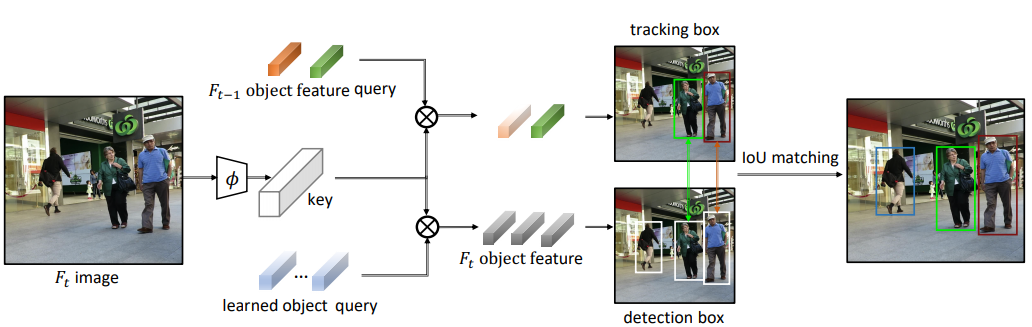 tracking box
F_{t-1} object feature query
IoU matching
ϕ
key
F_t object feature
F_t image
learned object query
...
detection box